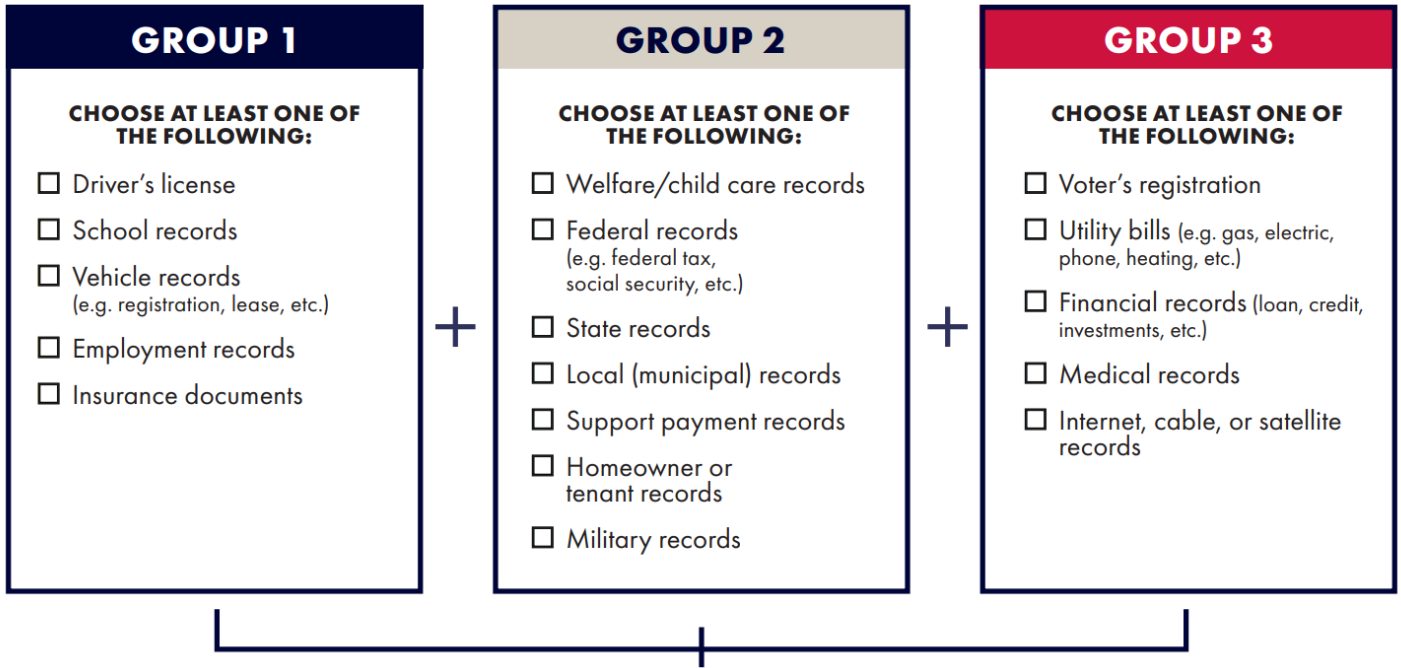 GROUP 1
CHOOSE AT LEAST ONE OF
THE FOLLOWING:
Driver’s license
School records
Vehicle records
(e.g. registration, lease, etc.)
Employment records
Insurance documents
+
GROUP 2
CHOOSE AT LEAST ONE OF
THE FOLLOWING:
Welfare/child care records
Federal records
(e.g. federal tax,
social security, etc.)
State records
Local (municipal) records
Support payment records
Homeowner or
tenant records
Military records
+
GROUP 3
CHOOSE AT LEAST ONE OF
THE FOLLOWING:
Voter’s registration
Utility bills (e.g. gas, electric,
phone, heating, etc.)
Financial records (loan, credit,
investments, etc.)
Medical records
Internet, cable, or satellite
records